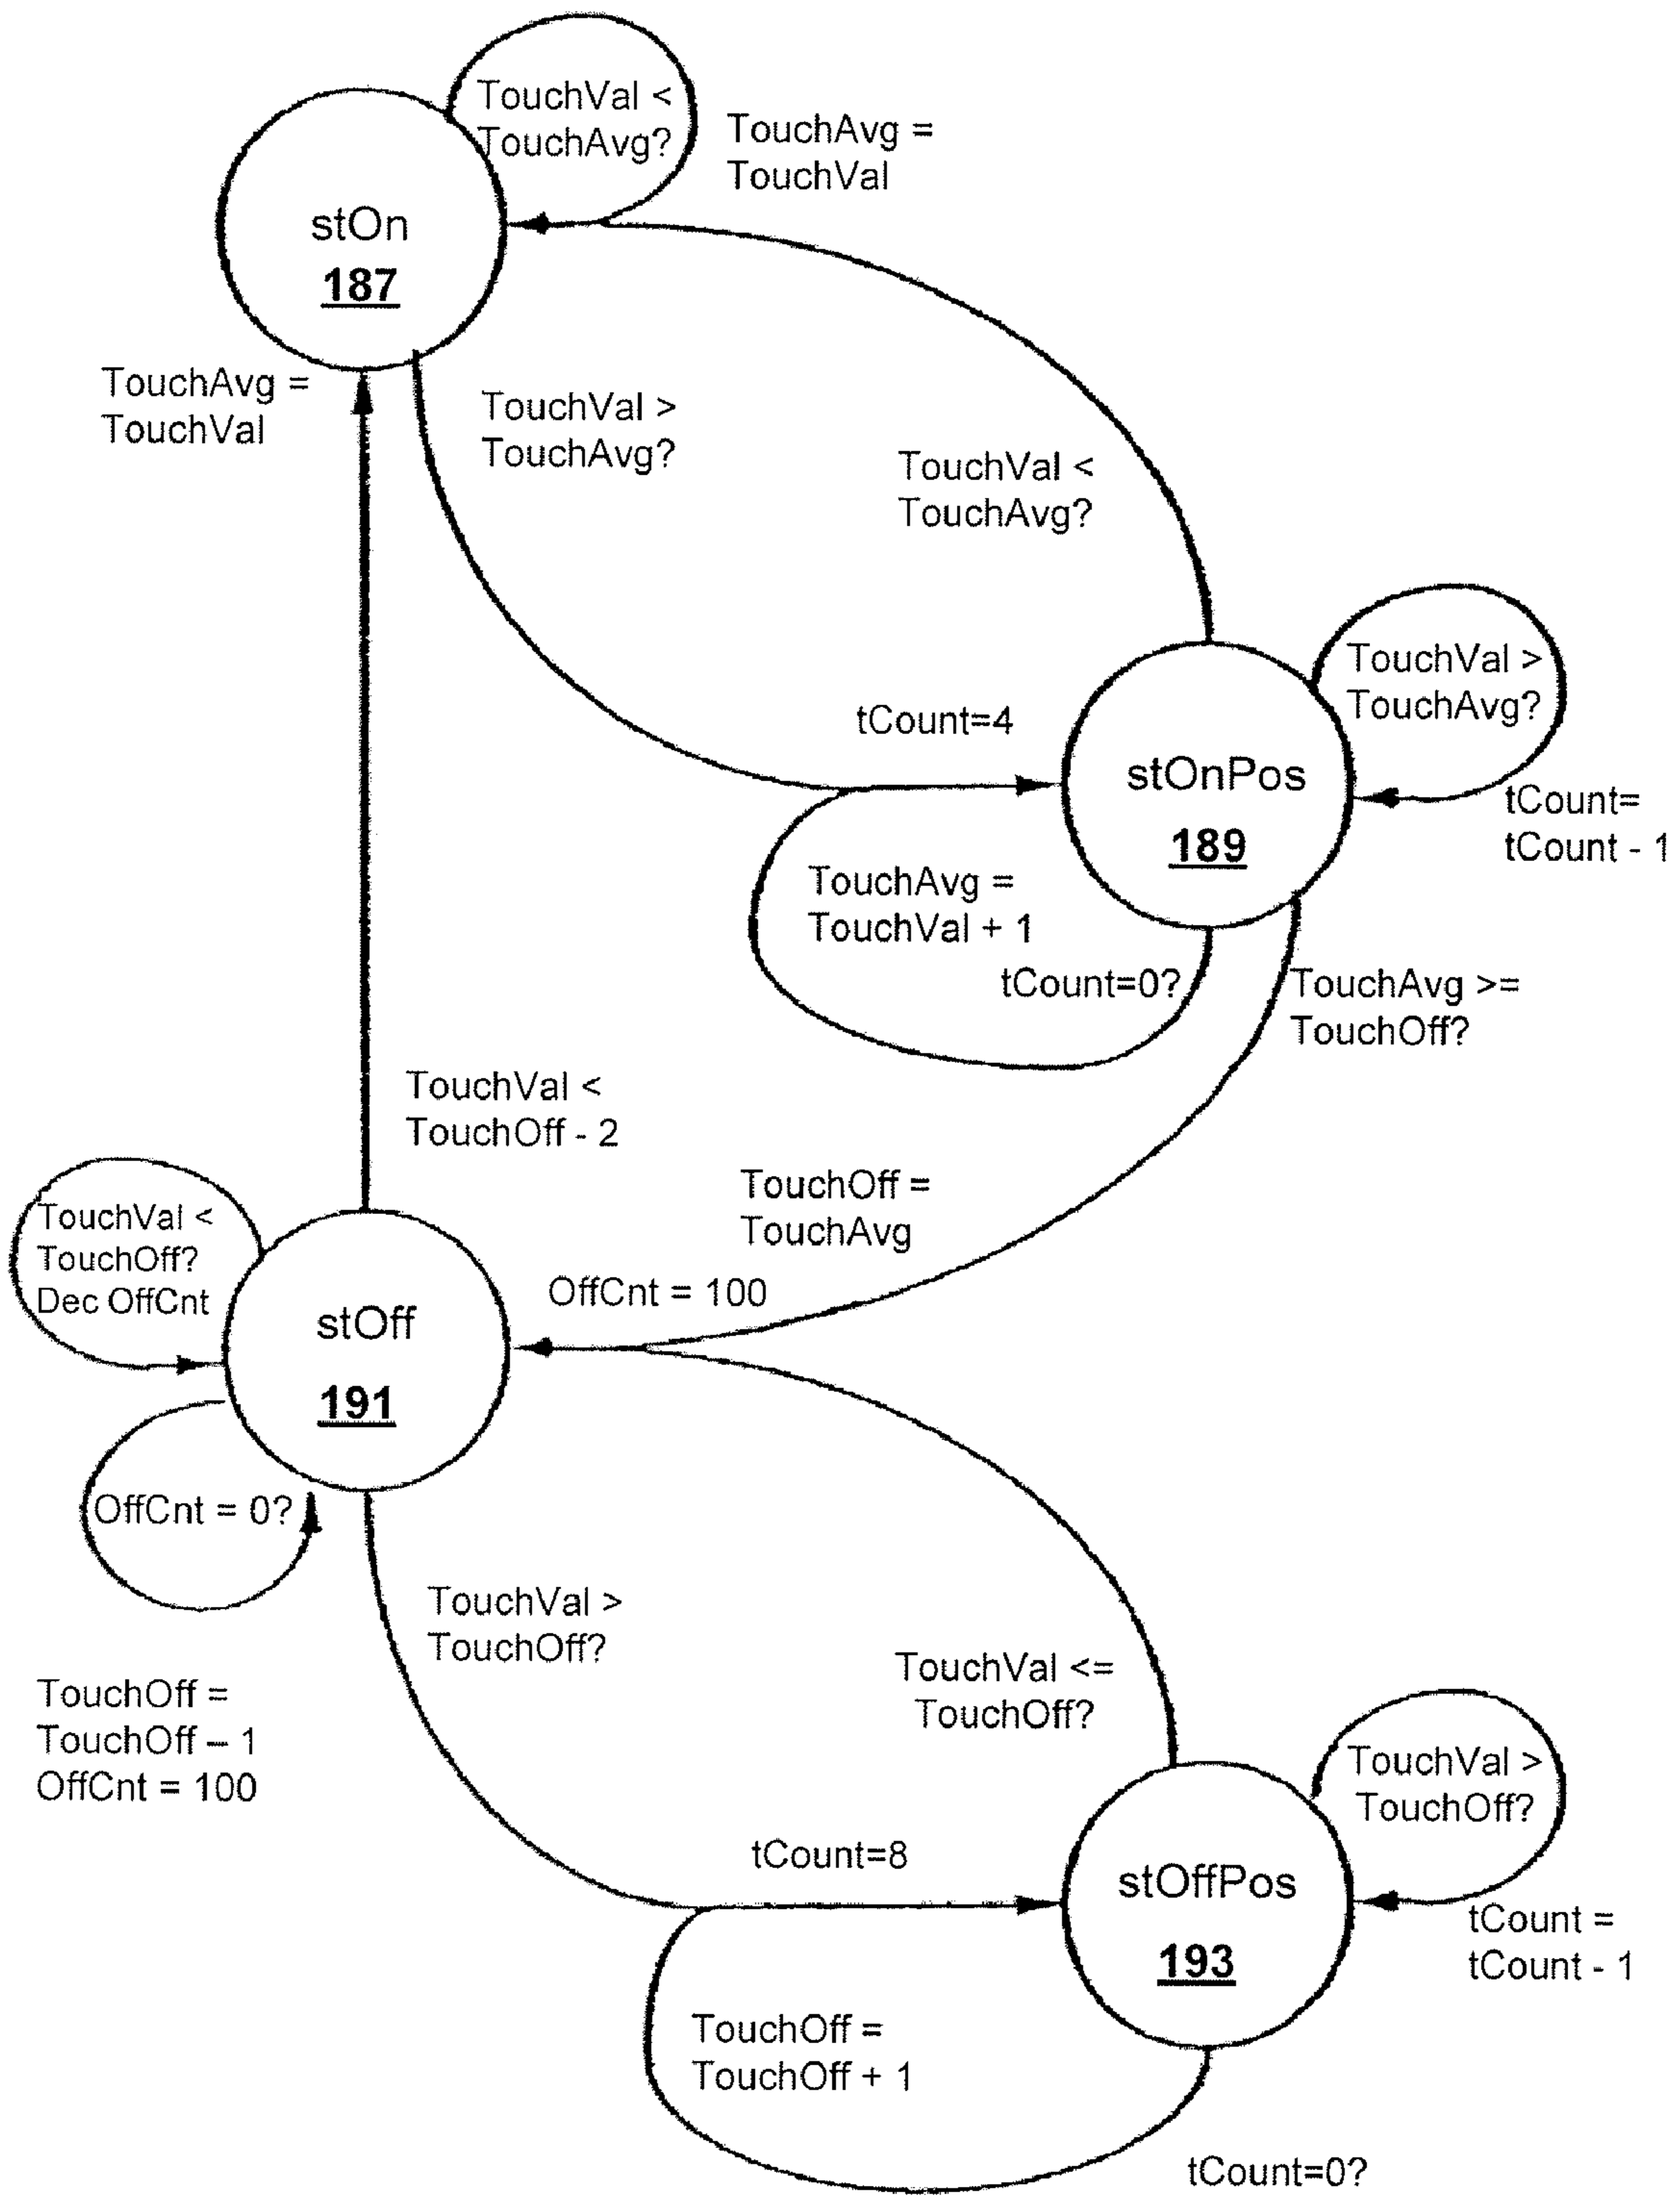 TouchVal <
TouchAvg?
TouchAvg =
TouchVal
stOn
187
TouchAvg =
TouchVal
TouchVal >
TouchAvg?
TouchVal <
TouchAvg?
TouchVal >
TouchAvg?
tCount=4
stOnPos
189
tCount=
tCount - 1
TouchAvg =
TouchVal + 1
tCount=0?
TouchAvg >=
TouchOff?
TouchVal <
TouchOff - 2
TouchOff =
TouchAvg
OffCnt = 100
TouchVal <
TouchOff?
Dec OffCnt
stOff
191
OffCnt = 0?
TouchVal >
TouchOff?
TouchOff =
TouchOff – 1
OffCnt = 100
TouchVal <=
TouchOff?
TouchVal >
TouchOff?
tCount=8
stOffPos
193
tCount =
tCount - 1
TouchOff =
TouchOff + 1
tCount=0?